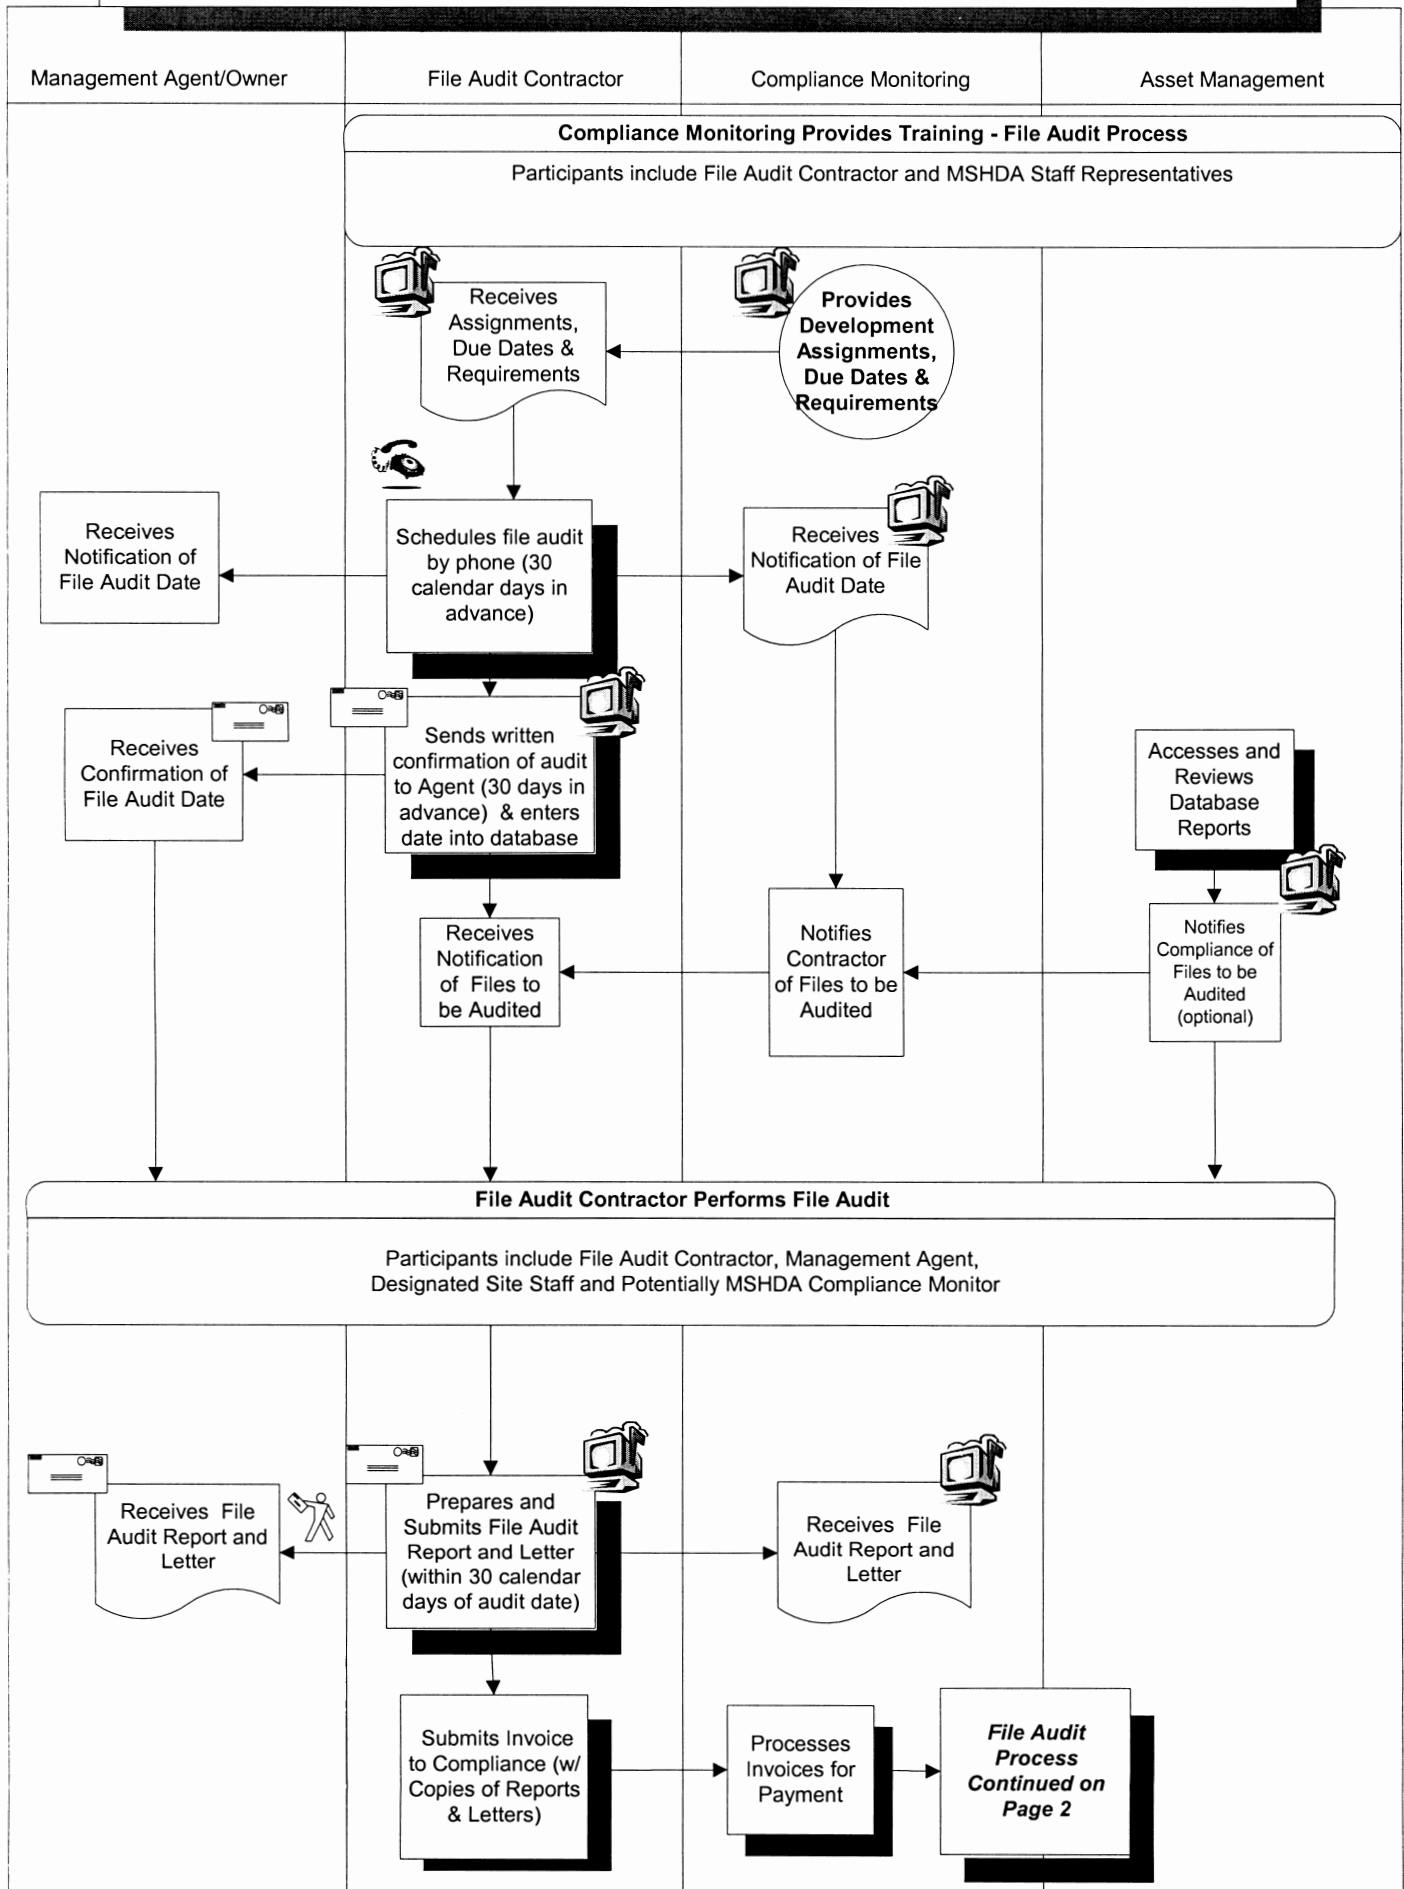 Management Agent/Owner
File Audit Contractor
Compliance Monitoring
Asset Management
Compliance Monitoring Provides Training - File Audit Process
Participants include File Audit Contractor and MSHDA Staff Representatives
Receives
Assignments,
Due Dates &
Requirements
Provides
Development
Assignments,
Due Dates &
Requirements
Receives
Notification of
File Audit Date
Schedules file audit
by phone (30
calendar days in
advance)
Receives
Notification of File
Audit Date
Receives
Confirmation of
File Audit Date
Sends written
confirmation of audit
to Agent (30 days in
advance) & enters
date into database
Accesses and
Reviews
Database
Reports
Receives
Notification
of Files to
be Audited
Notifies
Contractor
of Files to be
Audited
Notifies
Compliance of
Files to be
Audited
(optional)
File Audit Contractor Performs File Audit
Participants include File Audit Contractor, Management Agent,
Designated Site Staff and Potentially MSHDA Compliance Monitor
Receives File
Audit Report and
Letter
Prepares and
Submits File Audit
Report and Letter
(within 30 calendar
days of audit date)
Receives File
Audit Report and
Letter
Submits Invoice
to Compliance (w/
Copies of Reports
& Letters)
Processes
Invoices for
Payment
File Audit
Process
Continued on
Page 2